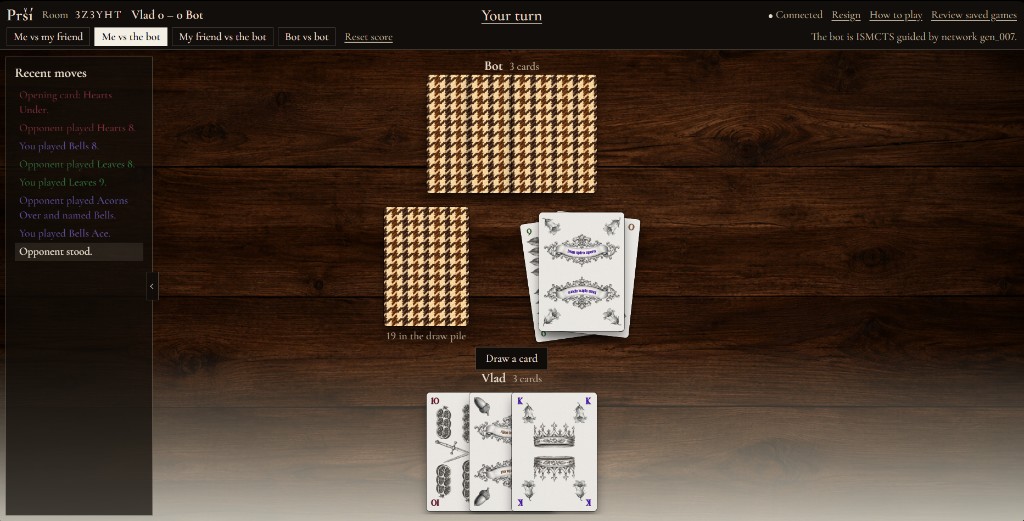 Prší Room 3Z3YHT Vlad 0 – 0 Bot
Your turn
Connected Resign How to play Review saved games
Me vs my friend Me vs the bot My friend vs the bot Bot vs bot Reset score
The bot is ISMCTS guided by network gen_007.
Recent moves
Opening card: Hearts
Under.
Opponent played Hearts 8.
You played Bells 8.
Opponent played Leaves 8.
You played Leaves 9.
Opponent played Acorns
Over and named Bells.
You played Bells Ace.
Opponent stood.
Bot 3 cards
9
O
19 in the draw pile
Draw a card
Vlad 3 cards
10
K K
10
K K